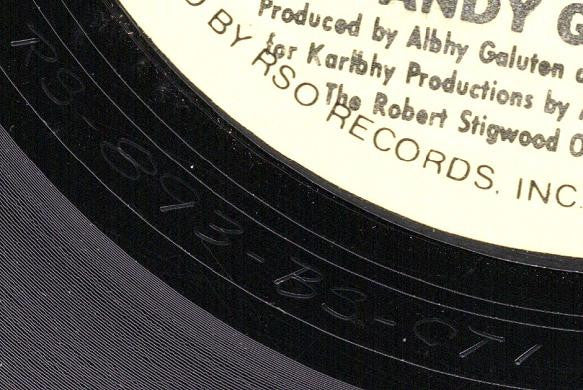 ANDY G
Produced by Albhy Galuten
for Karlbhy Productions by
The Robert Stigwood O
D BY RSO RECORDS, INC.
RS-893-BS-CT1